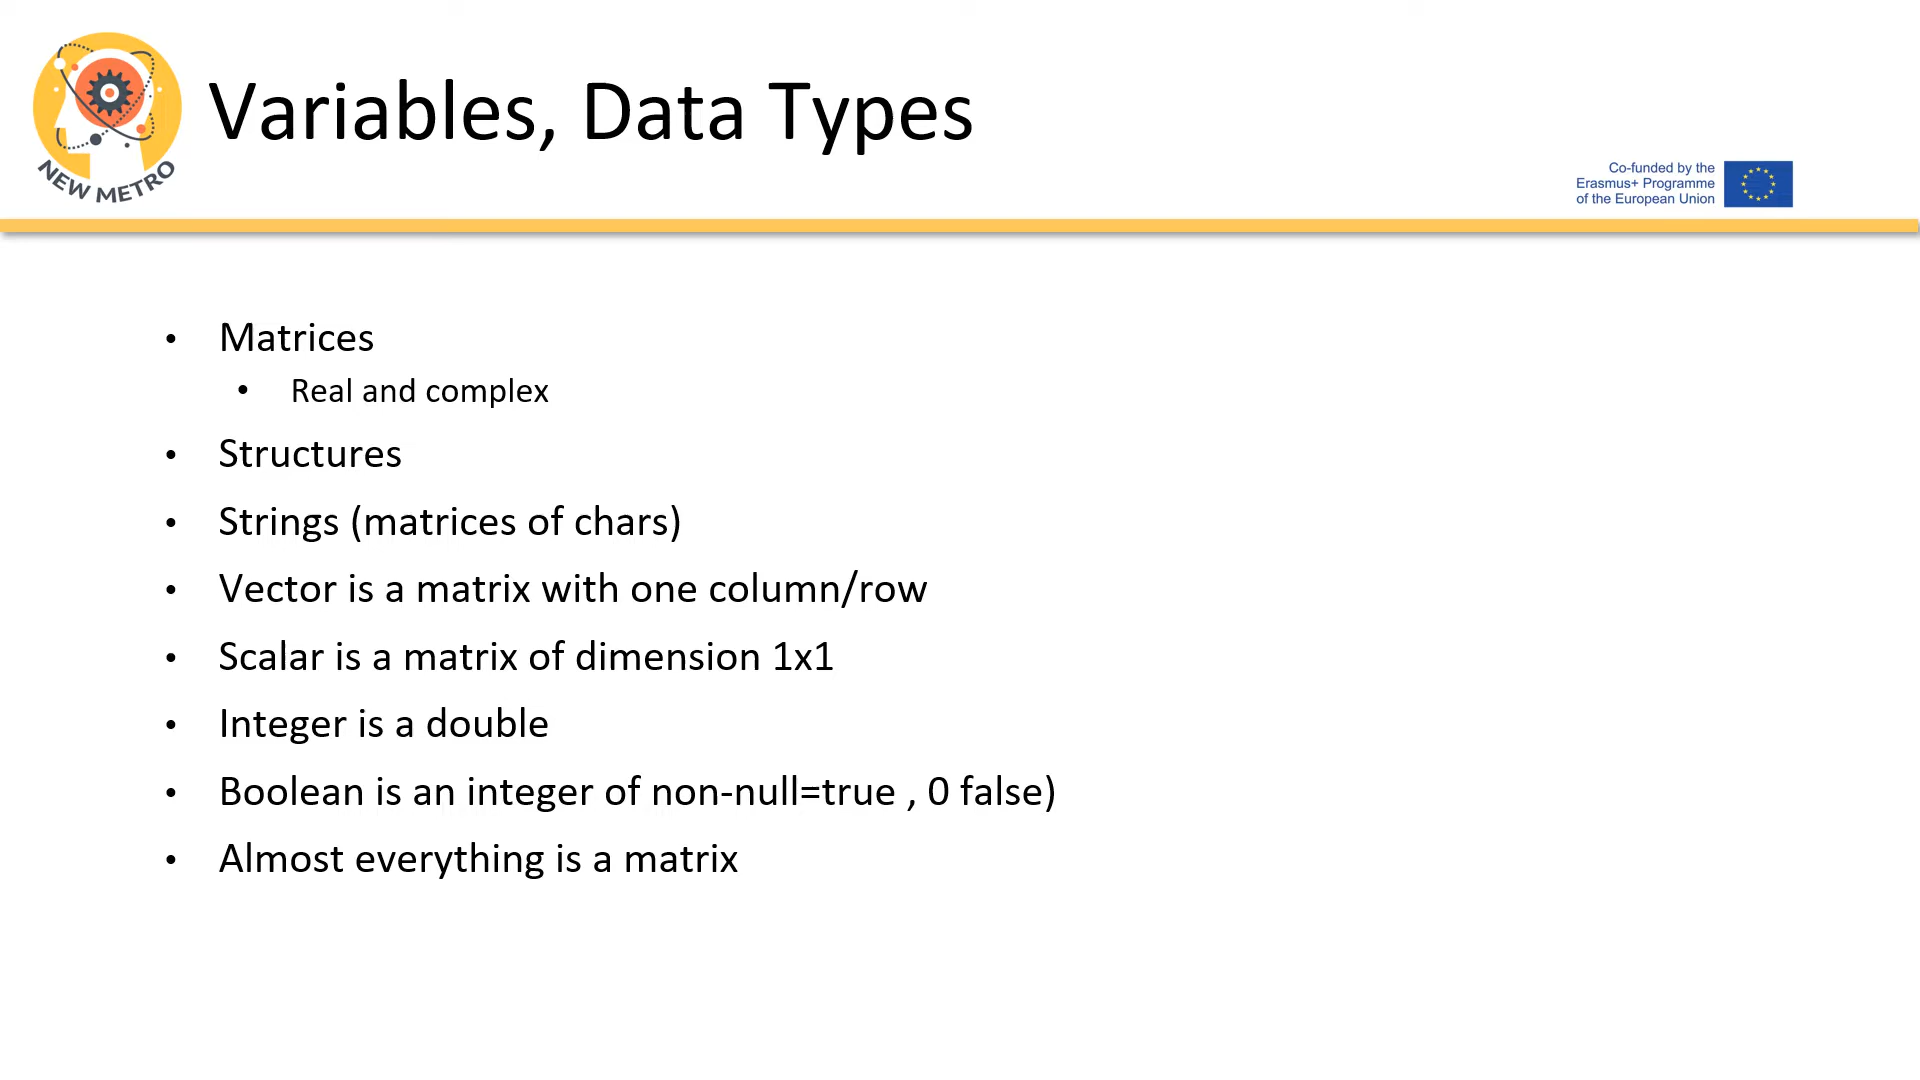 Variables, Data Types
NEW METRO
Co-funded by the
Erasmus+ Programme
of the European Union
• Matrices
• Real and complex
• Structures
• Strings (matrices of chars)
• Vector is a matrix with one column/row
• Scalar is a matrix of dimension 1x1
• Integer is a double
• Boolean is an integer of non-null=true , 0 false)
• Almost everything is a matrix